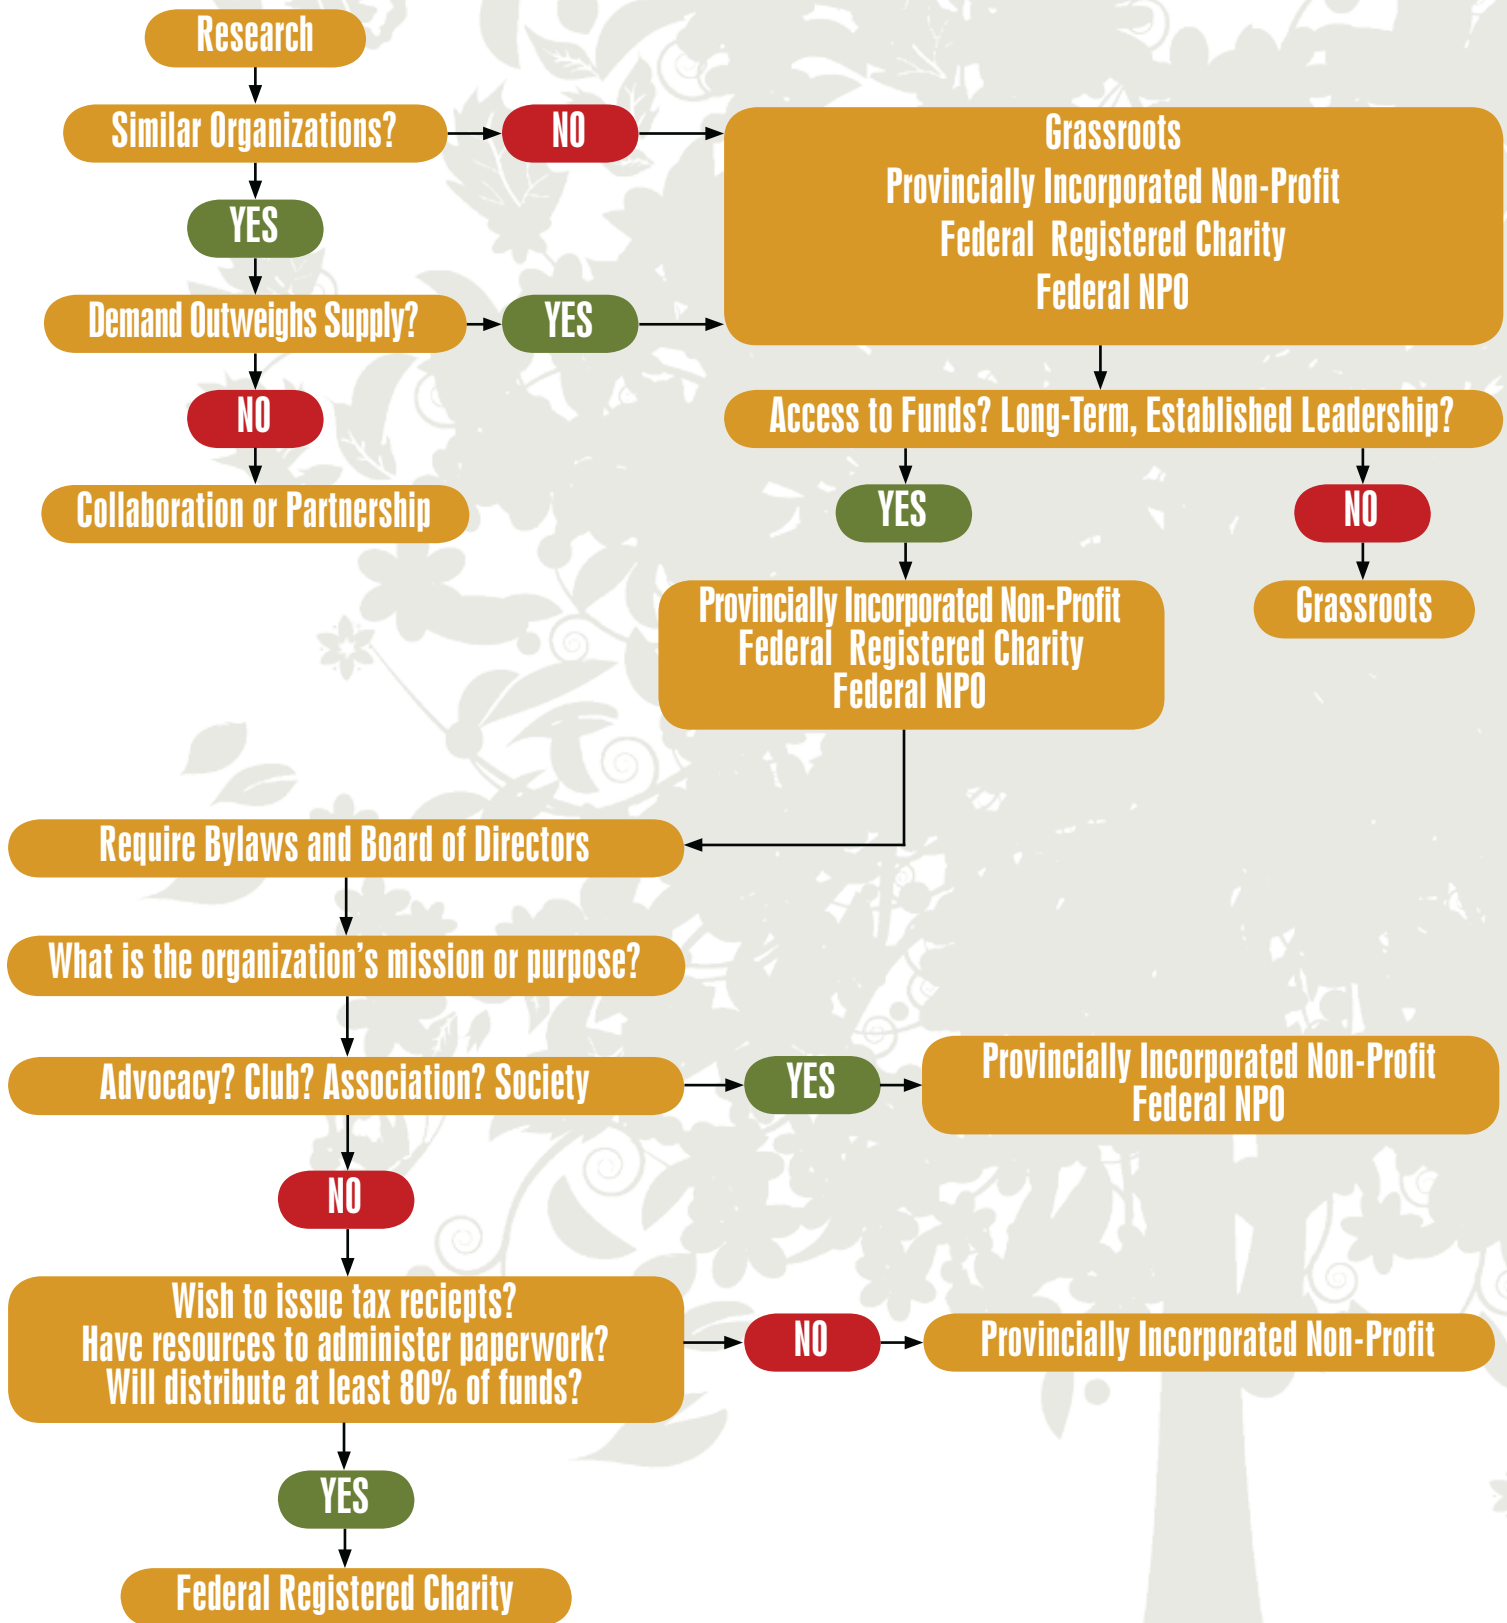 Research
Similar Organizations?
NO
Grassroots
Provincially Incorporated Non-Profit
Federal Registered Charity
Federal NPO
YES
Demand Outweighs Supply?
YES
NO
Collaboration or Partnership
Access to Funds? Long-Term, Established Leadership?
YES
NO
Provincially Incorporated Non-Profit
Federal Registered Charity
Federal NPO
Grassroots
Require Bylaws and Board of Directors
What is the organization's mission or purpose?
Advocacy? Club? Association? Society
YES
Provincially Incorporated Non-Profit
Federal NPO
NO
Wish to issue tax reciepts?
Have resources to administer paperwork?
Will distribute at least 80% of funds?
NO
Provincially Incorporated Non-Profit
YES
Federal Registered Charity